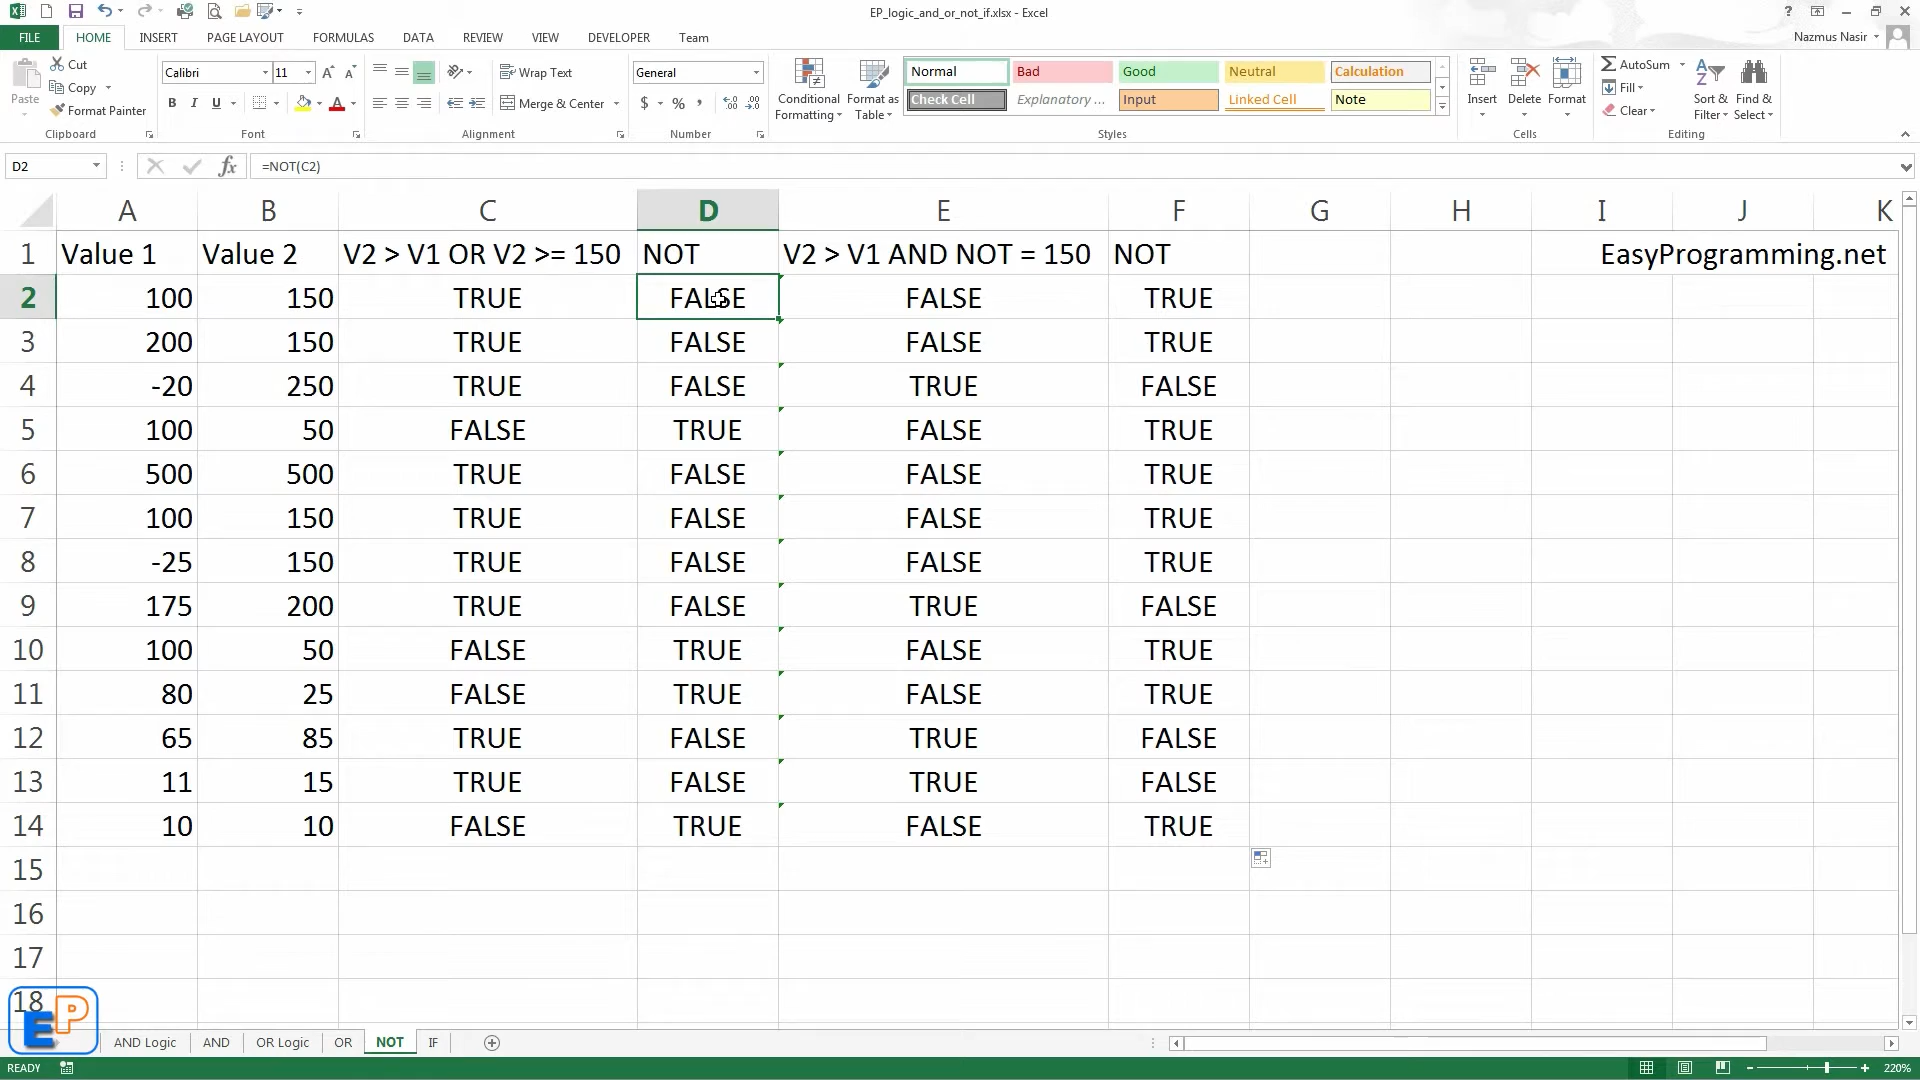 EP_logic_and_or_not_if.xlsx - Excel
FILE HOME INSERT PAGE LAYOUT FORMULAS DATA REVIEW VIEW DEVELOPER Team Nazmus Nasir
Paste Cut Copy Format Painter
Clipboard
Calibri 11
B I U A
Font
Wrap Text
Merge & Center
Alignment
General
$ % ,
Number
Conditional Formatting
Format as Table
Normal Bad Good Neutral Calculation
Check Cell Explanatory ... Input Linked Cell Note
Styles
Insert Delete Format
Cells
AutoSum Fill Clear
Sort & Filter
Find & Select
Editing
D2 fx =NOT(C2)
A B C D E F G H I J K
1 Value 1 Value 2 V2 > V1 OR V2 >= 150 NOT V2 > V1 AND NOT = 150 NOT EasyProgramming.net
2 100 150 TRUE FALSE FALSE TRUE
3 200 150 TRUE FALSE FALSE TRUE
4 -20 250 TRUE FALSE TRUE FALSE
5 100 50 FALSE TRUE FALSE TRUE
6 500 500 TRUE FALSE FALSE TRUE
7 100 150 TRUE FALSE FALSE TRUE
8 -25 150 TRUE FALSE FALSE TRUE
9 175 200 TRUE FALSE TRUE FALSE
10 100 50 FALSE TRUE FALSE TRUE
11 80 25 FALSE TRUE FALSE TRUE
12 65 85 TRUE FALSE TRUE FALSE
13 11 15 TRUE FALSE TRUE FALSE
14 10 10 FALSE TRUE FALSE TRUE
15
16
17
18
EP
AND Logic AND OR Logic OR NOT IF
READY 220%